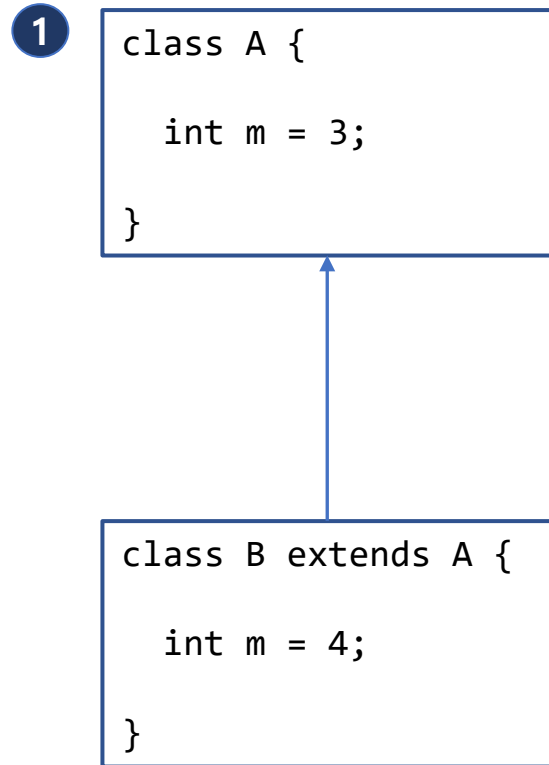 1
class A {
int m = 3;
}
class B extends A {
int m = 4;
}